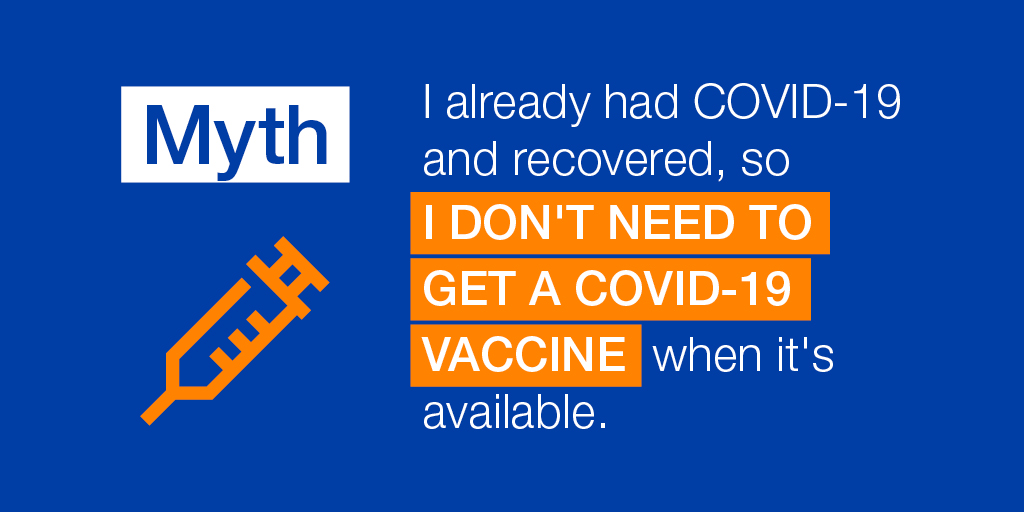 Myth
I already had COVID-19
and recovered, so
I DON'T NEED TO
GET A COVID-19
VACCINE when it's
available.